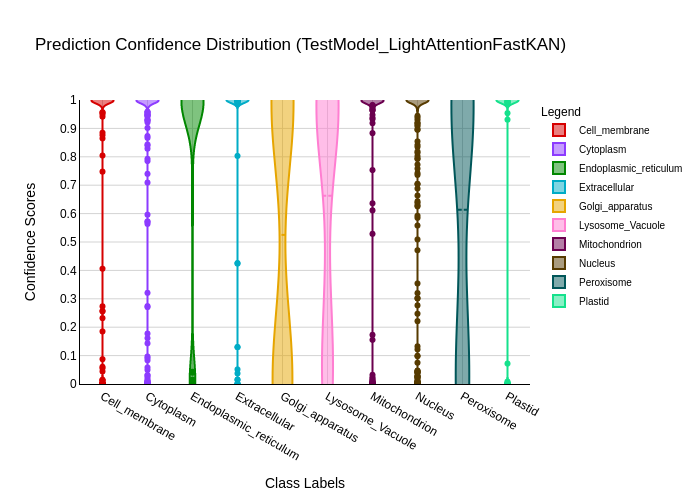 Prediction Confidence Distribution (TestModel_LightAttentionFastKAN)
Confidence Scores
1
0.9
0.8
0.7
0.6
0.5
0.4
0.3
0.2
0.1
0
Cell_membrane
Cytoplasm
Endoplasmic_reticulum
Extracellular
Golgi_apparatus
Lysosome_Vacuole
Mitochondrion
Nucleus
Peroxisome
Plastid
Class Labels
Legend
Cell_membrane
Cytoplasm
Endoplasmic_reticulum
Extracellular
Golgi_apparatus
Lysosome_Vacuole
Mitochondrion
Nucleus
Peroxisome
Plastid